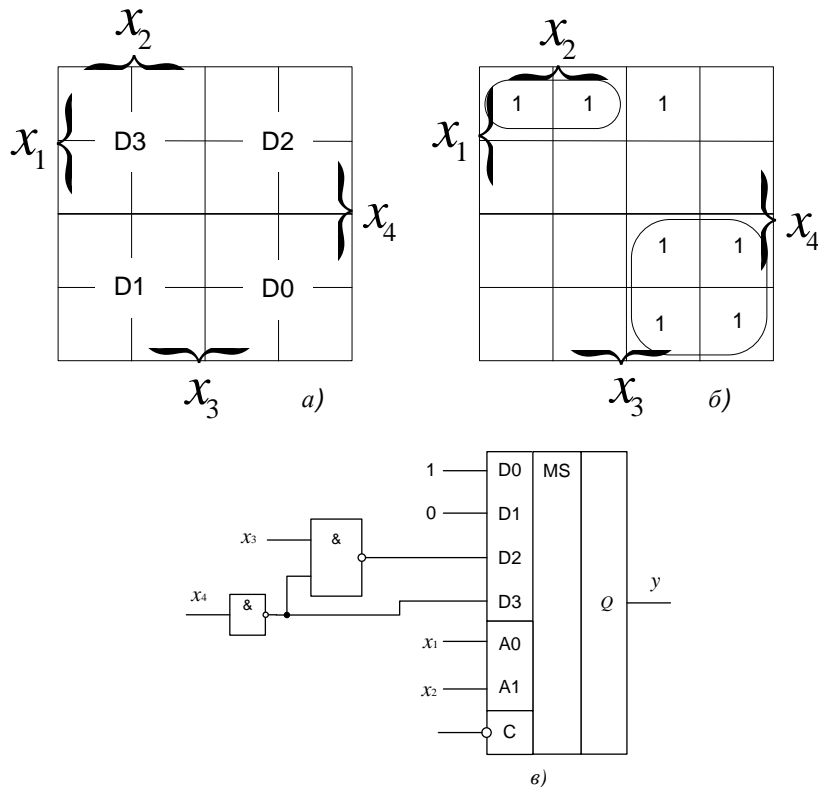 x2
x1
D3 D2
x4
D1 D0
x3
а)
x2
1 1 1
x1
x4
1 1
1 1
x3
б)
1 D0 MS
0 D1
x3 & D2
x4 & D3 Q y
x1 A0
x2 A1
C
в)